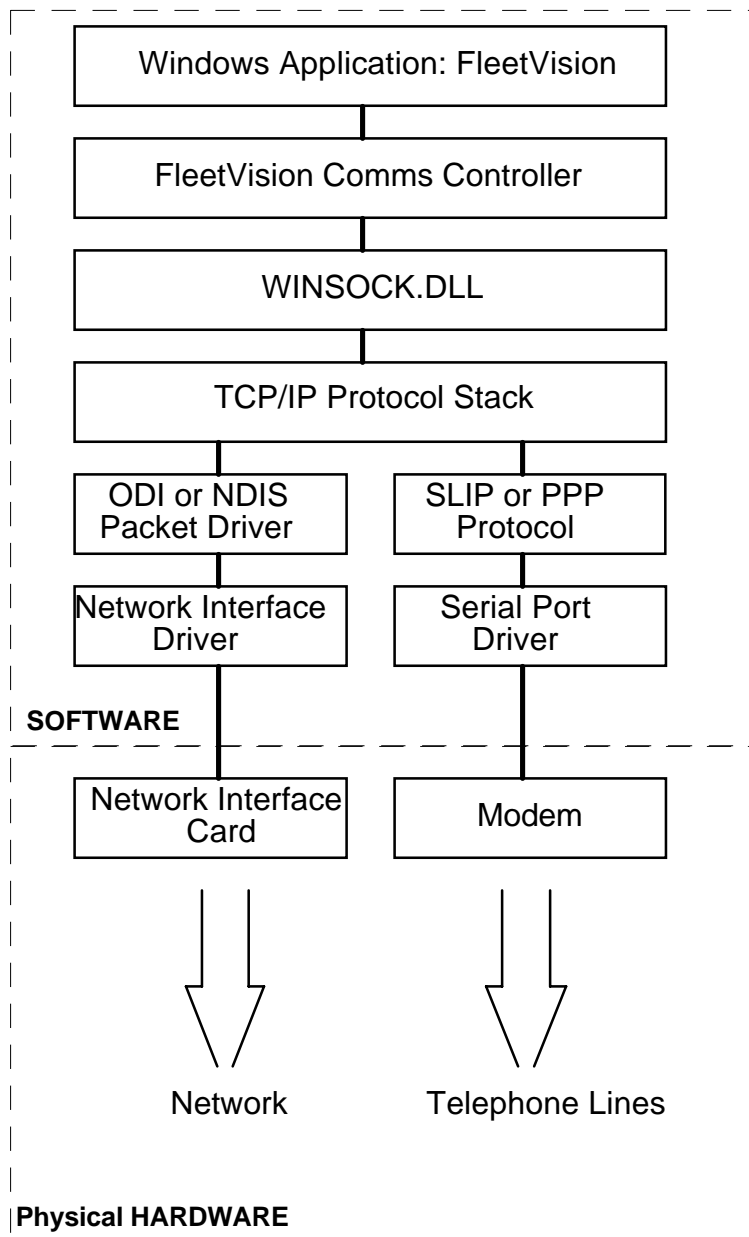 Windows Application: FleetVision
FleetVision Comms Controller
WINSOCK.DLL
TCP/IP Protocol Stack
ODI or NDIS
Packet Driver
SLIP or PPP
Protocol
Network Interface
Driver
Serial Port
Driver
SOFTWARE
Network Interface
Card
Modem
Network
Telephone Lines
Physical HARDWARE